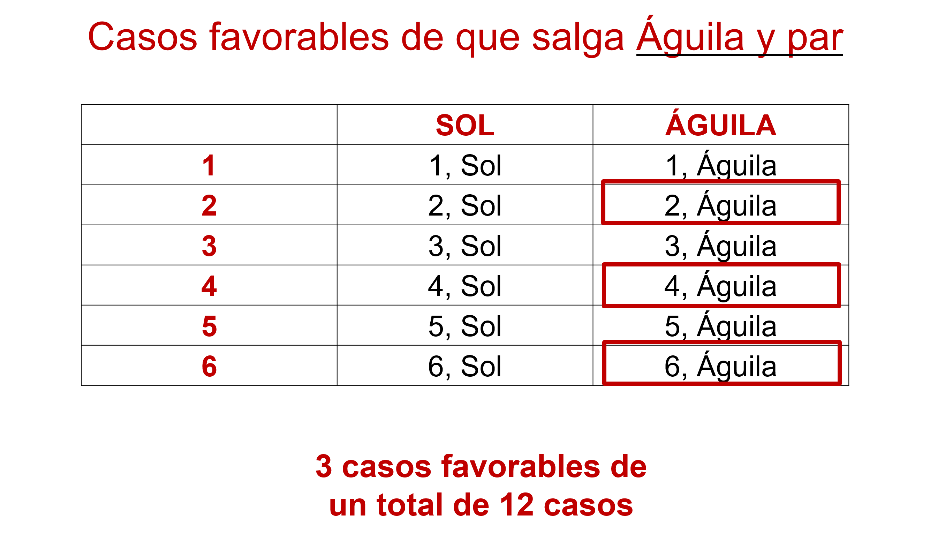 Casos favorables de que salga Águila y par
SOL ÁGUILA
1 1, Sol 1, Águila
2 2, Sol 2, Águila
3 3, Sol 3, Águila
4 4, Sol 4, Águila
5 5, Sol 5, Águila
6 6, Sol 6, Águila
3 casos favorables de
un total de 12 casos